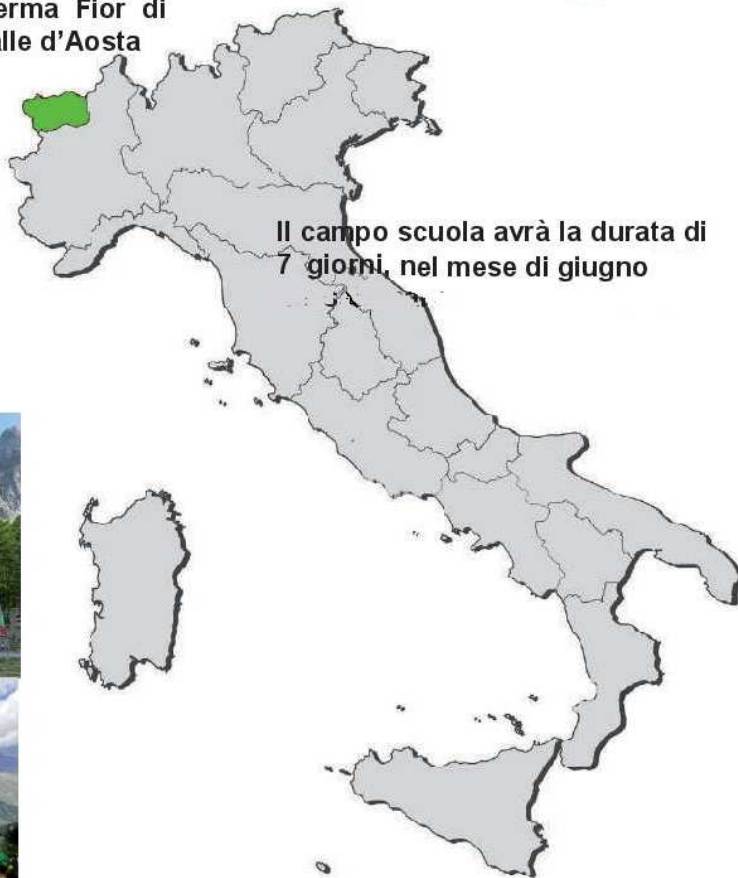 erma Fior di
alle d'Aosta
Il campo scuola avrà la durata di
7 giorni, nel mese di giugno